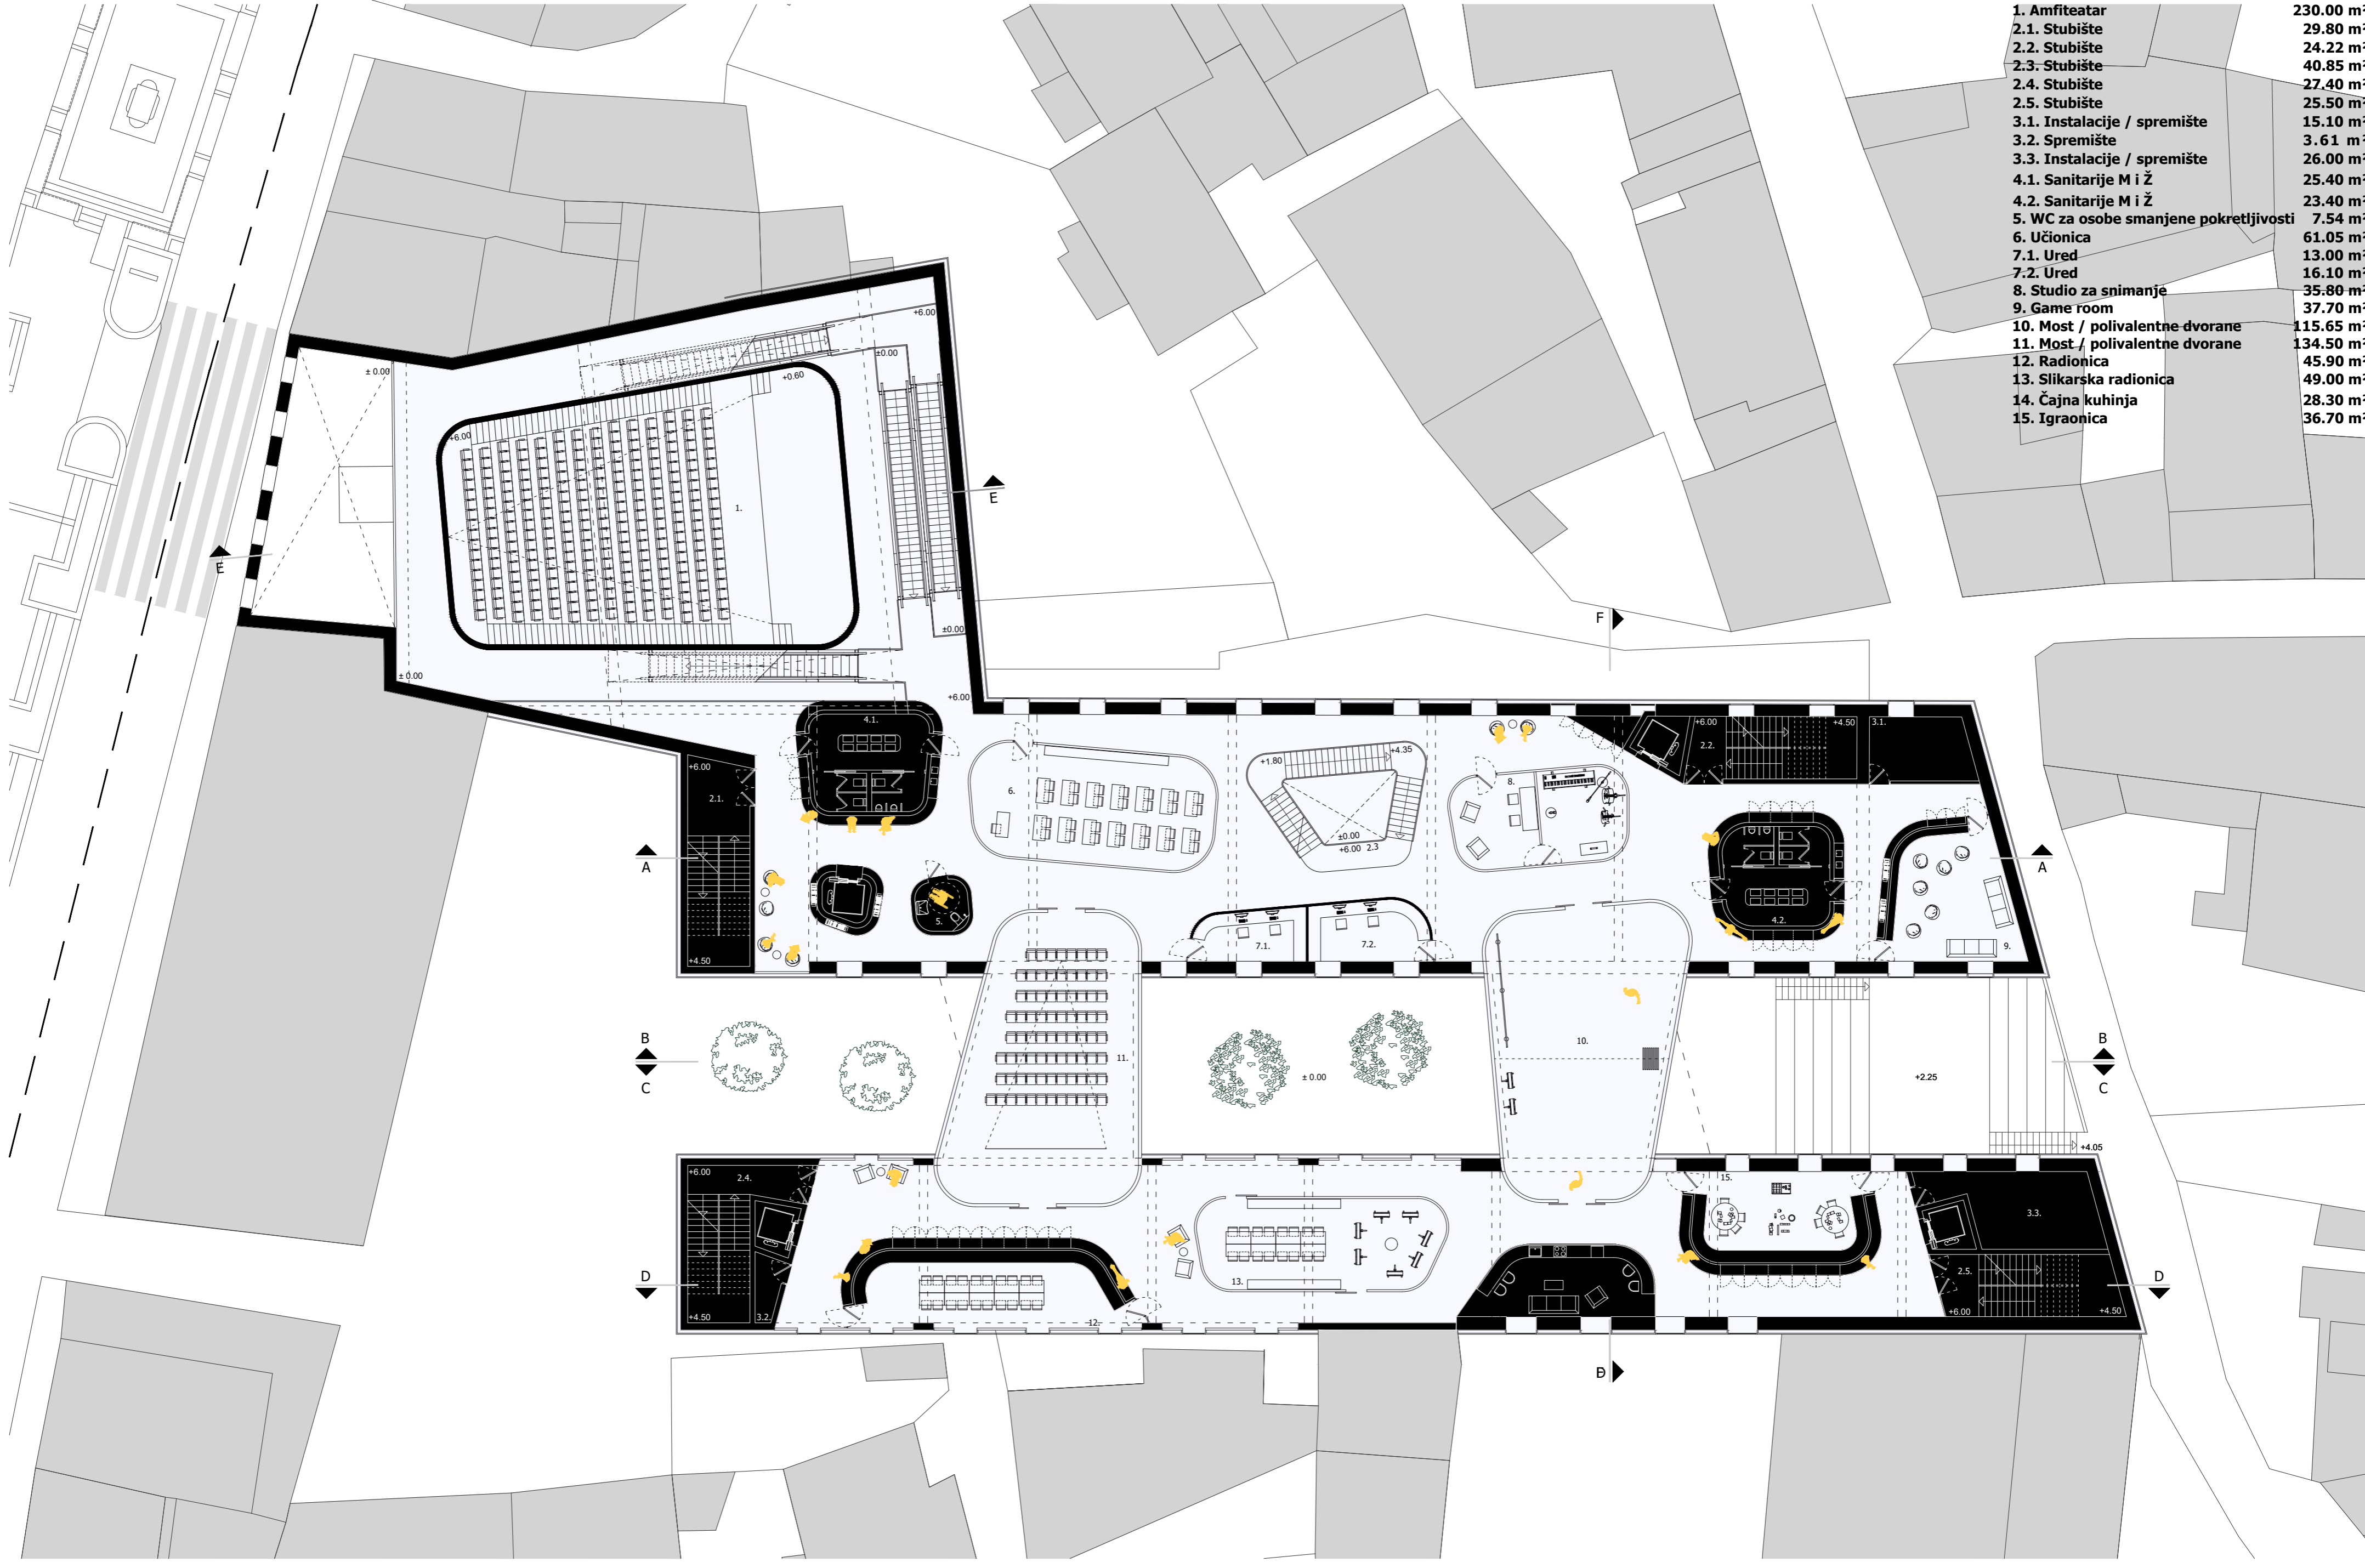 1. Amfiteatar 230.00 m²
2.1. Stubište 29.80 m²
2.2. Stubište 24.22 m²
2.3. Stubište 40.85 m²
2.4. Stubište 27.40 m²
2.5. Stubište 25.50 m²
3.1. Instalacije / spremište 15.10 m²
3.2. Spremište 3.61 m²
3.3. Instalacije / spremište 26.00 m²
4.1. Sanitarije M i Ž 25.40 m²
4.2. Sanitarije M i Ž 23.40 m²
5. WC za osobe smanjene pokretljivosti 7.54 m²
6. Učionica 61.05 m²
7.1. Ured 13.00 m²
7.2. Ured 16.10 m²
8. Studio za snimanje 35.80 m²
9. Game room 37.70 m²
10. Most / polivalentne dvorane 115.65 m²
11. Most / polivalentne dvorane 134.50 m²
12. Radionica 45.90 m²
13. Slikarska radionica 49.00 m²
14. Čajna kuhinja 28.30 m²
15. Igraonica 36.70 m²
+6.00
±0.00
± 0.00
+0.60
+6.00
1.
E
E
±0.00
F
± 0.00
+6.00
4.1.
+6.00
2.2.
+4.50
3.1.
+4.35
+1.80
+6.00
2.1.
6.
8.
±0.00
+6.00 2.3
A
A
5.
4.2.
7.1.
7.2.
9.
+4.50
B
C
10.
11.
± 0.00
+2.25
B
C
+4.05
+6.00
2.4.
15.
3.3.
D
13.
2.5.
D
+4.50
3.2.
12.
+6.00
+4.50
D